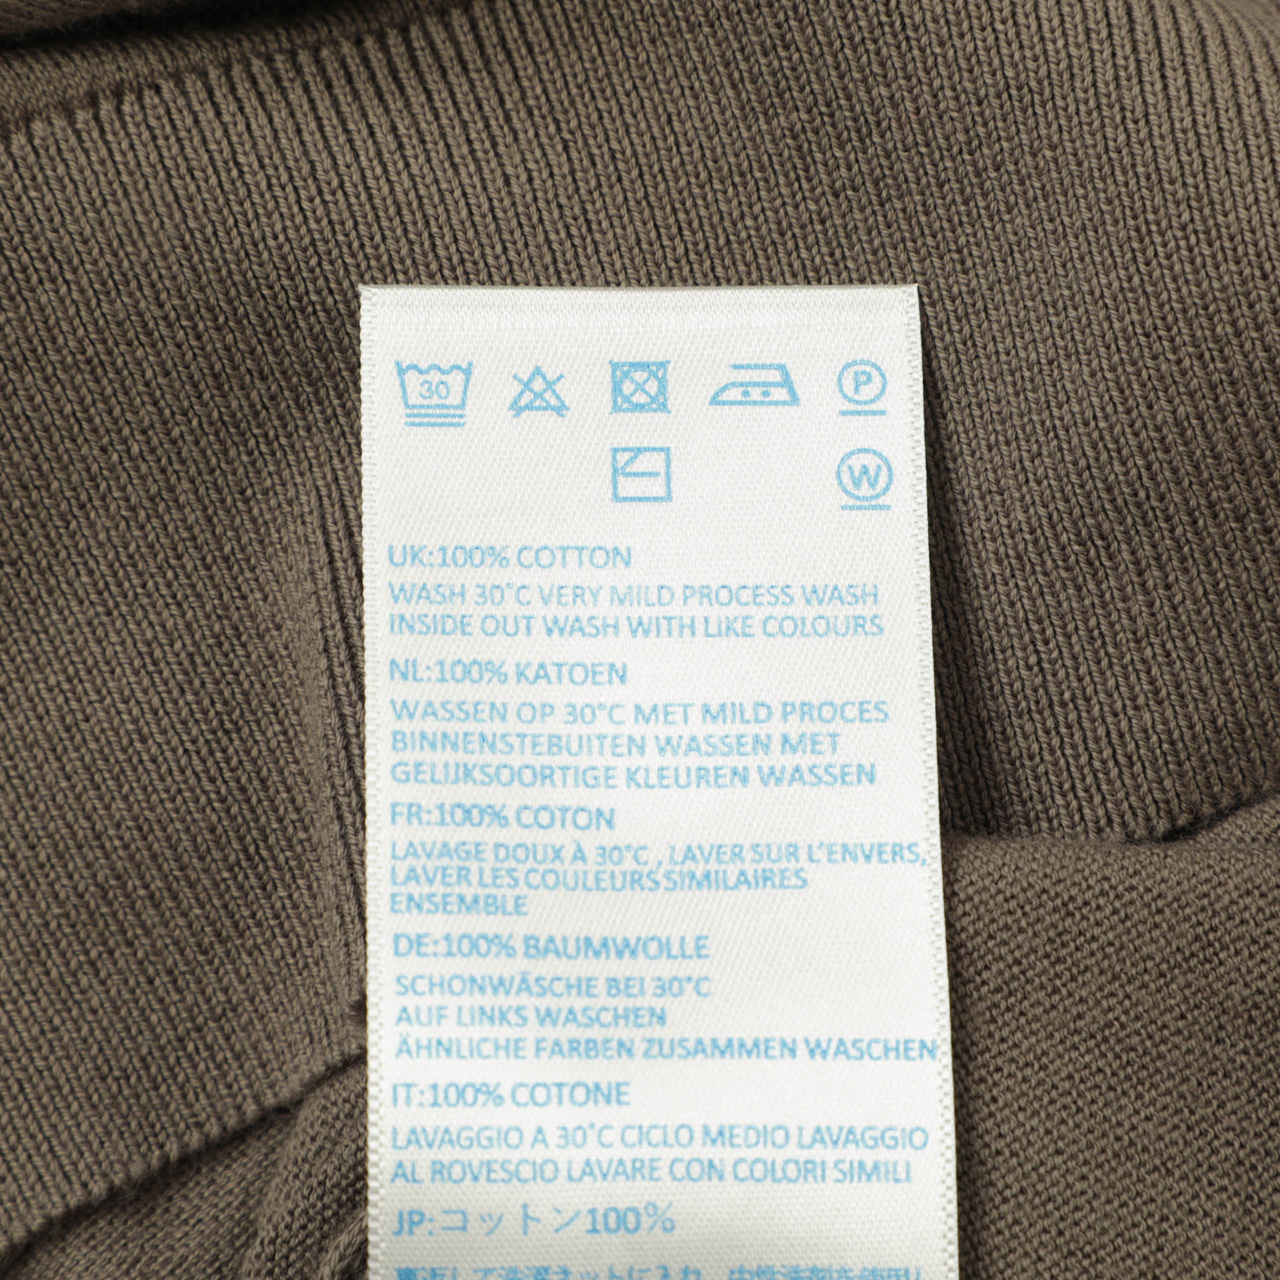 30
P
W
UK:100% COTTON
WASH 30°C VERY MILD PROCESS WASH
INSIDE OUT WASH WITH LIKE COLOURS
NL:100% KATOEN
WASSEN OP 30°C MET MILD PROCES
BINNENSTEBUITEN WASSEN MET
GELIJKSOORTIGE KLEUREN WASSEN
FR:100% COTON
LAVAGE DOUX À 30°C , LAVER SUR L'ENVERS,
LAVER LES COULEURS SIMILAIRES
ENSEMBLE
DE:100% BAUMWOLLE
SCHONWÄSCHE BEI 30°C
AUF LINKS WASCHEN
ÄHNLICHE FARBEN ZUSAMMEN WASCHEN
IT:100% COTONE
LAVAGGIO A 30°C CICLO MEDIO LAVAGGIO
AL ROVESCIO LAVARE CON COLORI SIMILI
JP:コットン100%